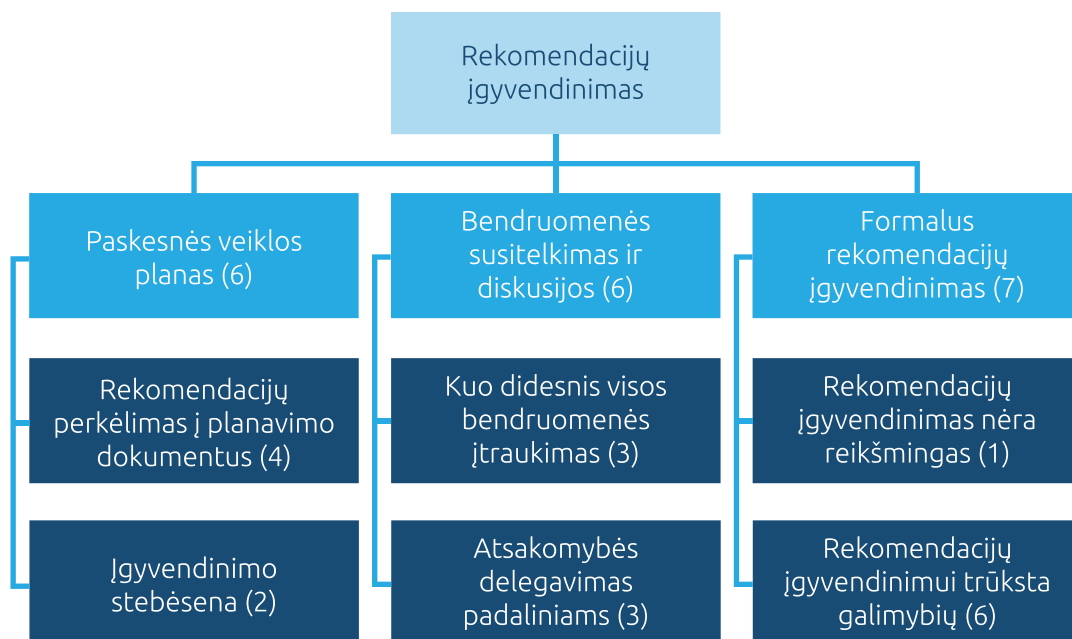 Rekomendacijų
įgyvendinimas
Paskesnės veiklos
planas (6)
Bendruomenės
susitelkimas ir
diskusijos (6)
Formalus
rekomendacijų
įgyvendinimas (7)
Rekomendacijų
perkėlimas į planavimo
dokumentus (4)
Kuo didesnis visos
bendruomenės
įtraukimas (3)
Rekomendacijų
įgyvendinimas nėra
reikšmingas (1)
Įgyvendinimo
stebėsena (2)
Atsakomybės
delegavimas
padaliniams (3)
Rekomendacijų
įgyvendinimui trūksta
galimybių (6)